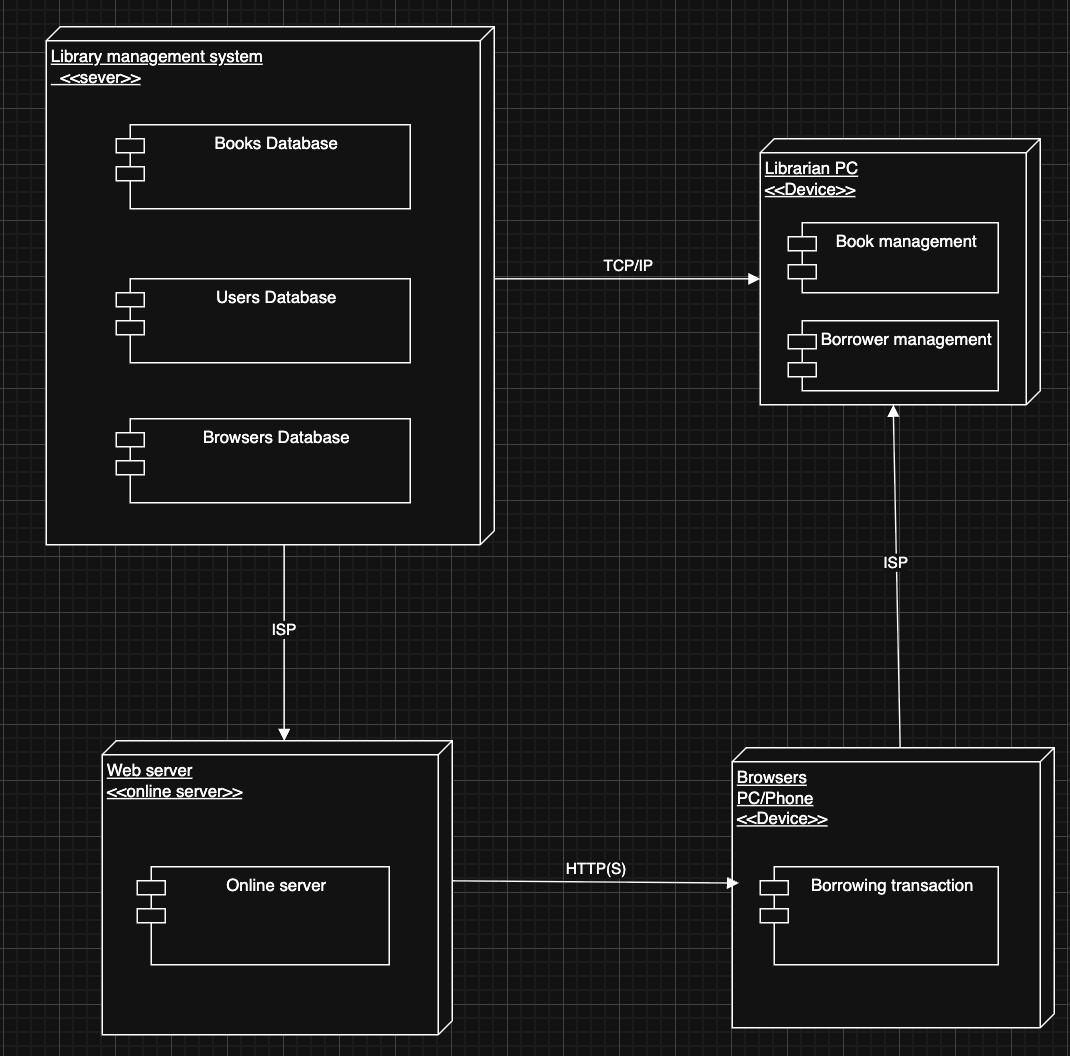 Library management system
<<sever>>
Books Database
Users Database
Browsers Database
TCP/IP
Librarian PC
<<Device>>
Book management
Borrower management
ISP
ISP
Web server
<<online server>>
Online server
HTTP(S)
Browsers
PC/Phone
<<Device>>
Borrowing transaction